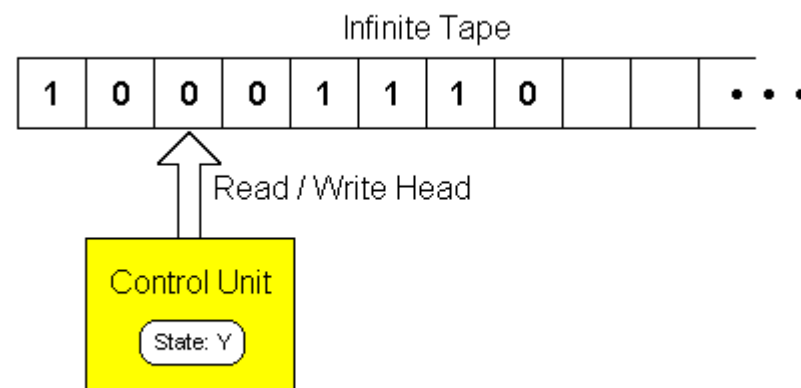 Infinite Tape
1 0 0 0 1 1 1 0 • • •
Read / Write Head
Control Unit
State: Y